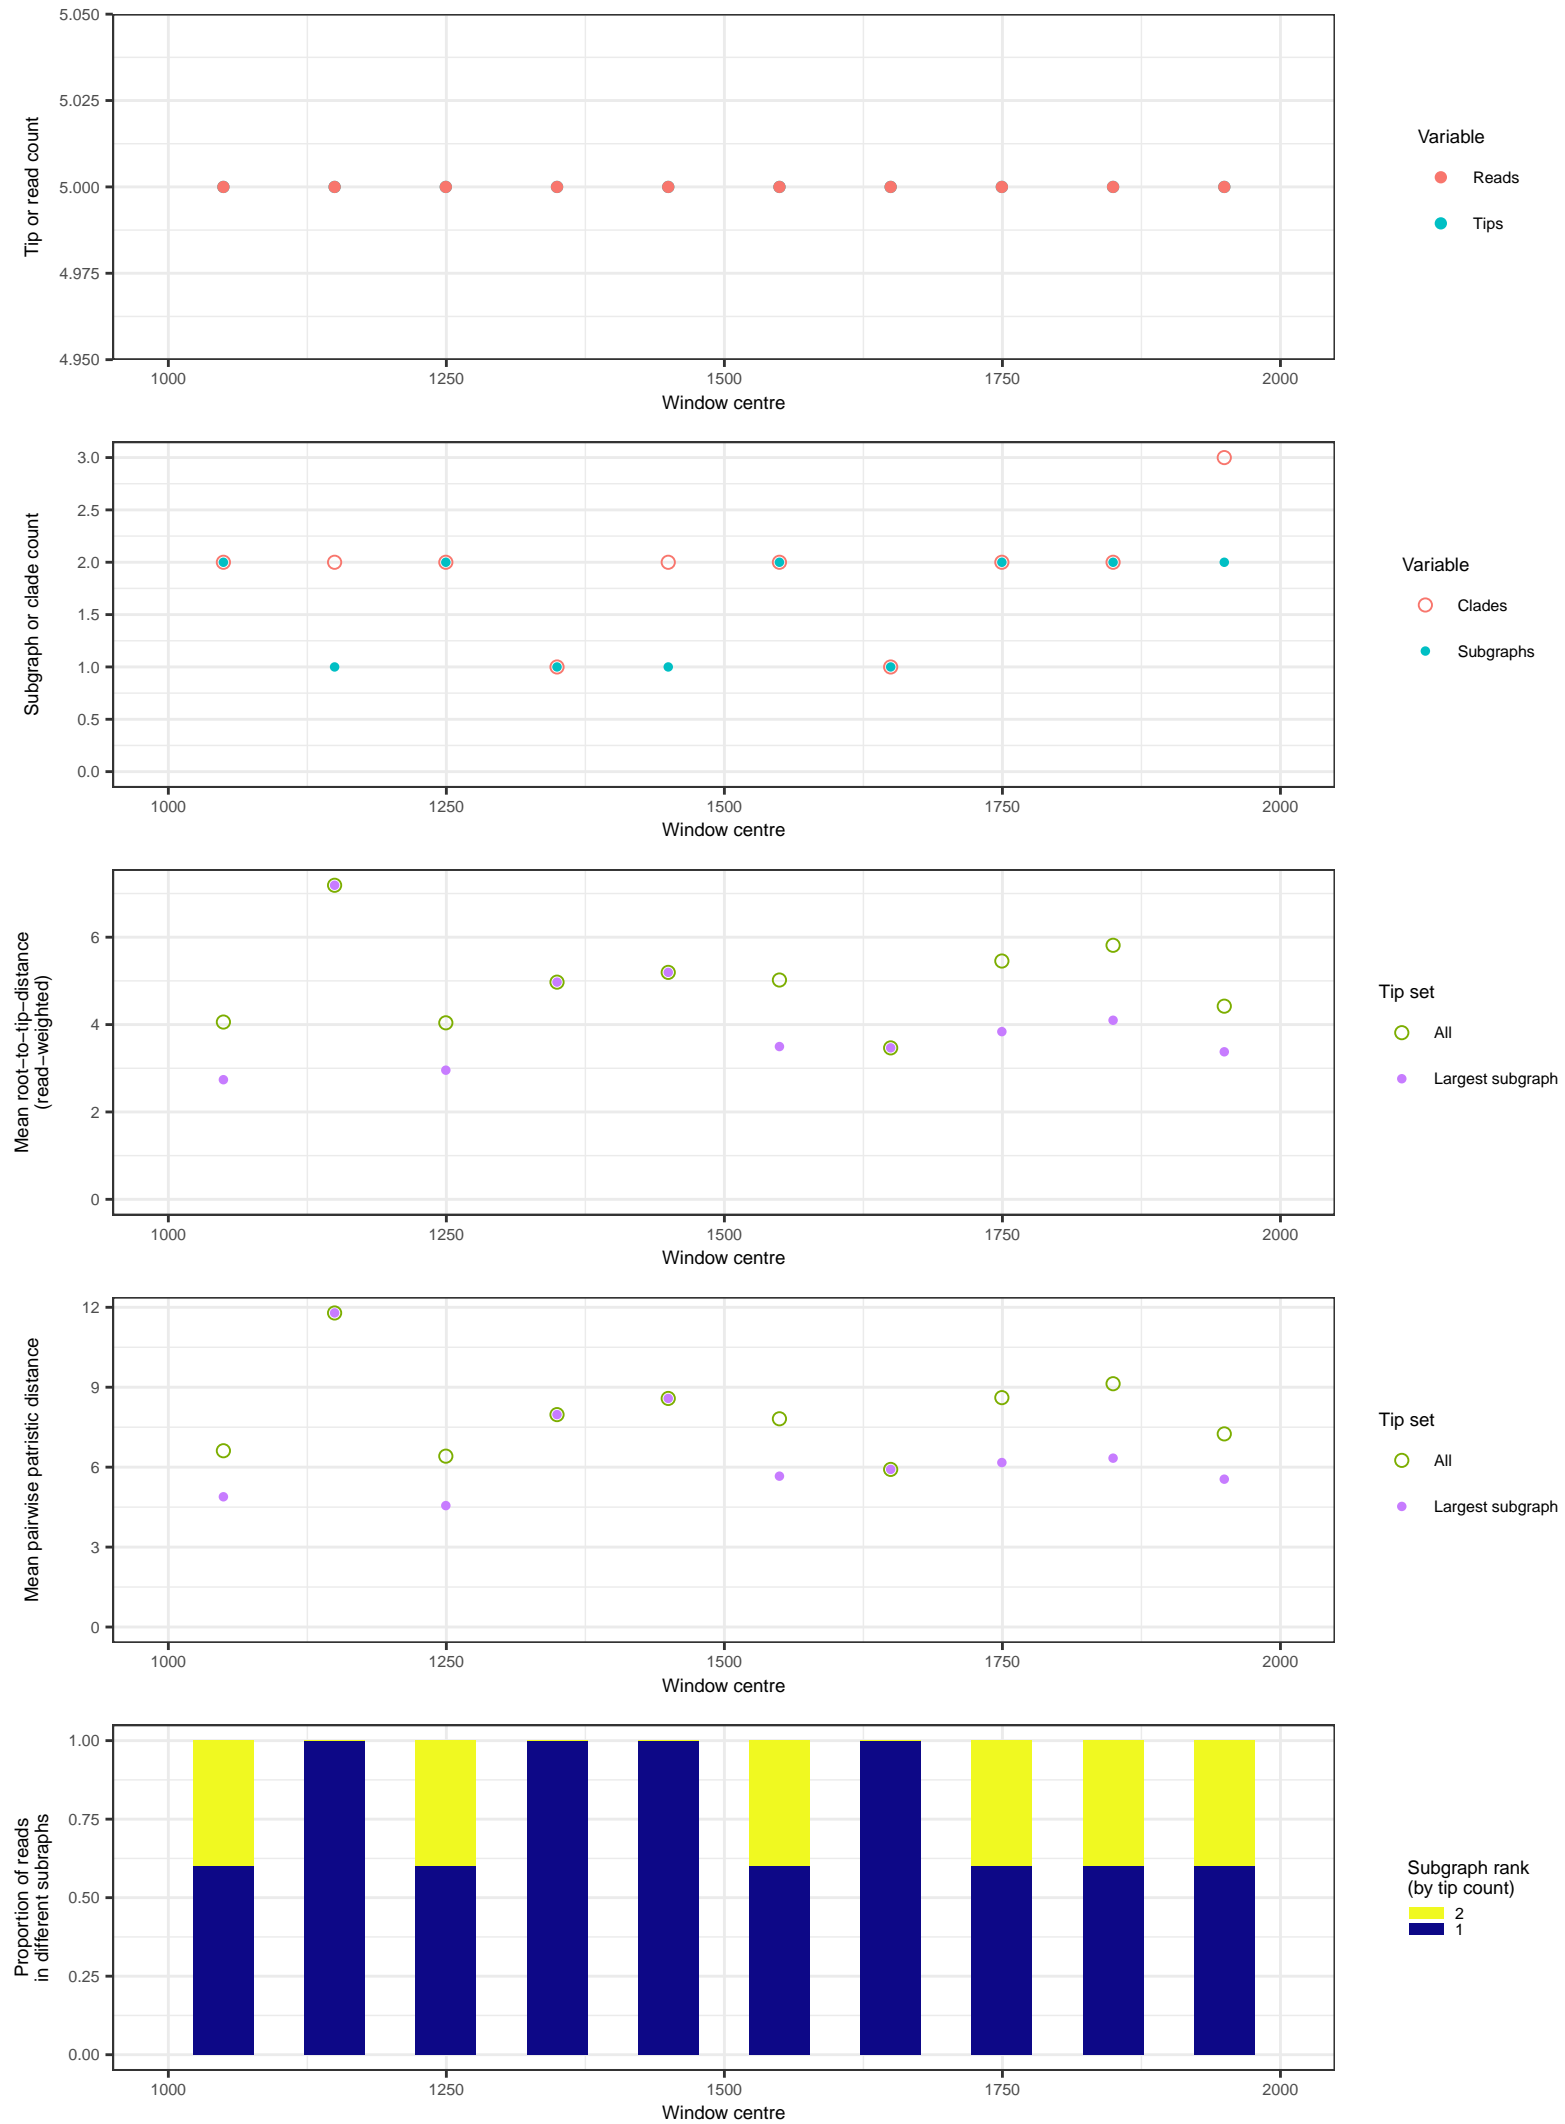 5.050
5.025
5.000
4.975
4.950
Tip or read count
1000 1250 1500 1750 2000
Window centre
Variable
Reads
Tips
3.0
2.5
2.0
1.5
1.0
0.5
0.0
Subgraph or clade count
1000 1250 1500 1750 2000
Window centre
Variable
Clades
Subgraphs
6
4
2
0
Mean root−to−tip−distance
(read−weighted)
1000 1250 1500 1750 2000
Window centre
Tip set
All
Largest subgraph
12
9
6
3
0
Mean pairwise patristic distance
1000 1250 1500 1750 2000
Window centre
Tip set
All
Largest subgraph
1.00
0.75
0.50
0.25
0.00
Proportion of reads
in different subraphs
1000 1250 1500 1750 2000
Window centre
Subgraph rank
(by tip count)
2
1